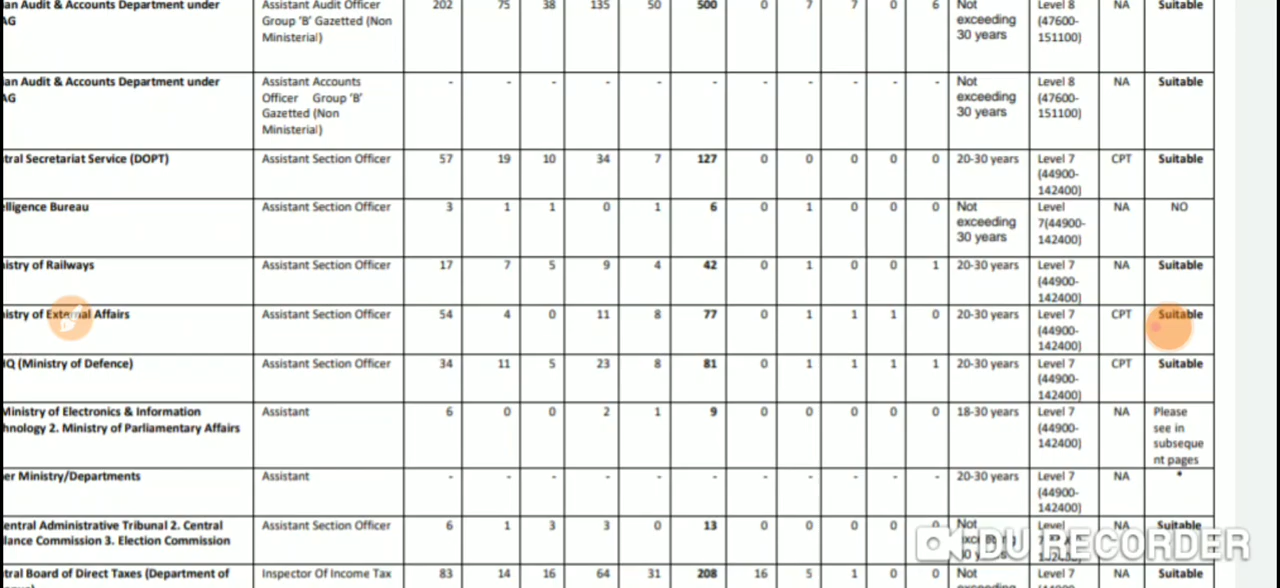 an Audit & Accounts Department under Assistant Audit Officer 202 75 38 135 50 500 0 7 7 0 6 Not Level 8 NA Suitable
AG Group 'B' Gazetted (Non exceeding (47600-
Ministerial) 30 years 151100)
an Audit & Accounts Department under Assistant Accounts - - - - - - - - - - - Not Level 8 NA Suitable
AG Officer Group 'B' exceeding (47600-
Gazetted (Non 30 years 151100)
Ministerial)
tral Secretariat Service (DOPT) Assistant Section Officer 57 19 10 34 7 127 0 0 0 0 0 20-30 years Level 7 CPT Suitable
(44900-
142400)
elligence Bureau Assistant Section Officer 3 1 1 0 1 6 0 1 0 0 0 Not Level NA NO
exceeding 7(44900-
30 years 142400)
nistry of Railways Assistant Section Officer 17 7 5 9 4 42 0 1 0 0 1 20-30 years Level 7 NA Suitable
(44900-
142400)
nistry of External Affairs Assistant Section Officer 54 4 0 11 8 77 0 1 1 1 0 20-30 years Level 7 CPT Suitable
(44900-
142400)
HQ (Ministry of Defence) Assistant Section Officer 34 11 5 23 8 81 0 1 1 1 1 20-30 years Level 7 CPT Suitable
(44900-
142400)
Ministry of Electronics & Information Assistant 6 0 0 2 1 9 0 0 0 0 0 18-30 years Level 7 NA Please
hnology 2. Ministry of Parliamentary Affairs (44900- see in
142400) subseque
nt pages
er Ministry/Departments Assistant - - - - - - - - - - - 20-30 years Level 7 NA *
(44900-
142400)
entral Administrative Tribunal 2. Central Assistant Section Officer 6 1 3 3 0 13 0 0 0 0 0 Not Level NA Suitable
lance Commission 3. Election Commission
DU RECORDER
tral Board of Direct Taxes (Department of Inspector Of Income Tax 83 14 16 64 31 208 16 5 1 0 0 Not Level 7 NA Suitable